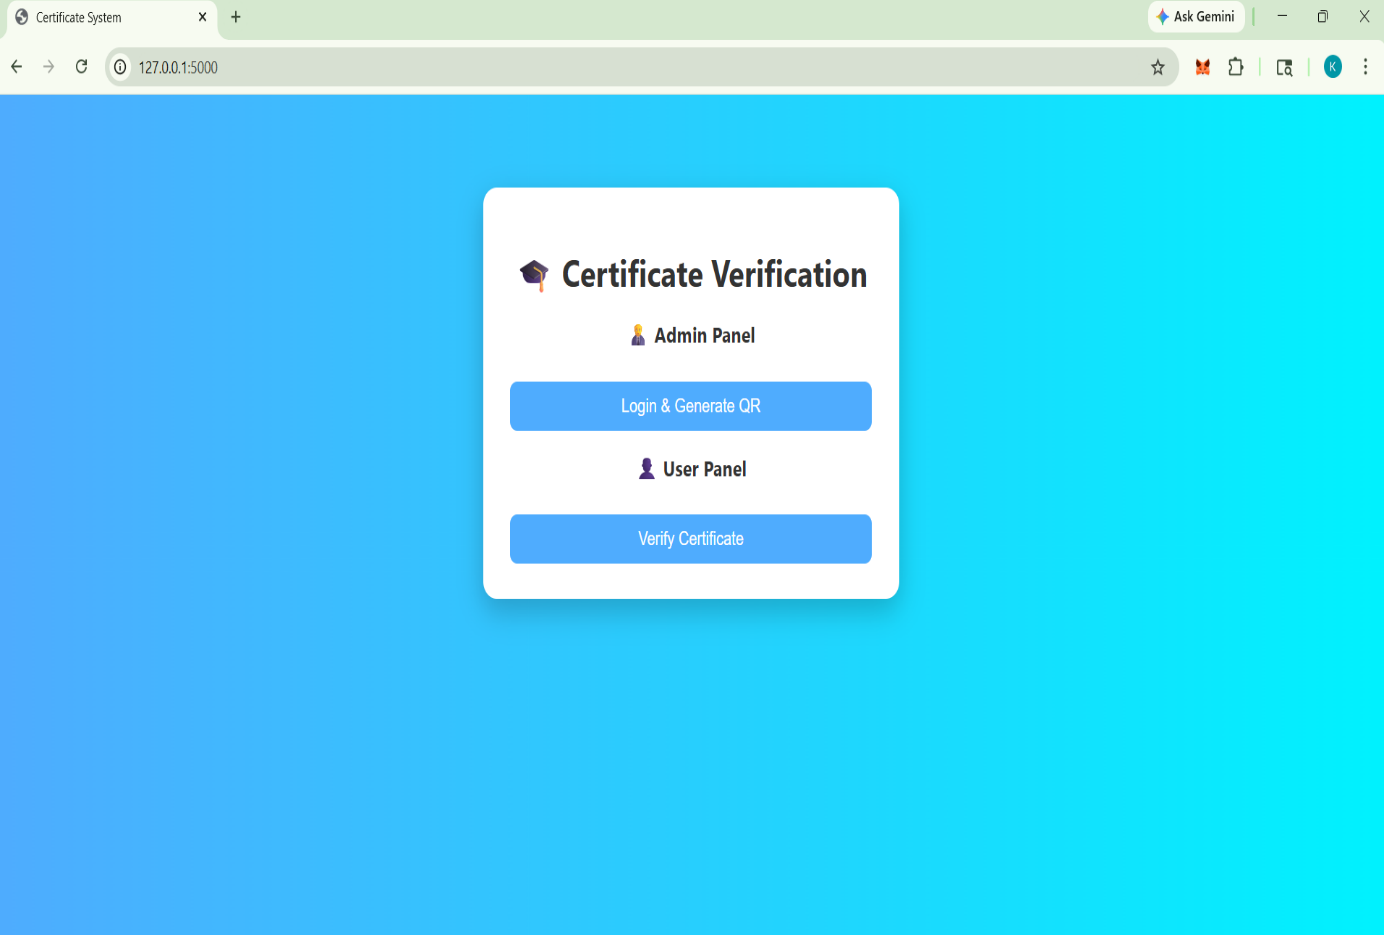 Certificate System
Ask Gemini
127.0.0.1:5000
K
🎓 Certificate Verification
Admin Panel
Login & Generate QR
👤 User Panel
Verify Certificate